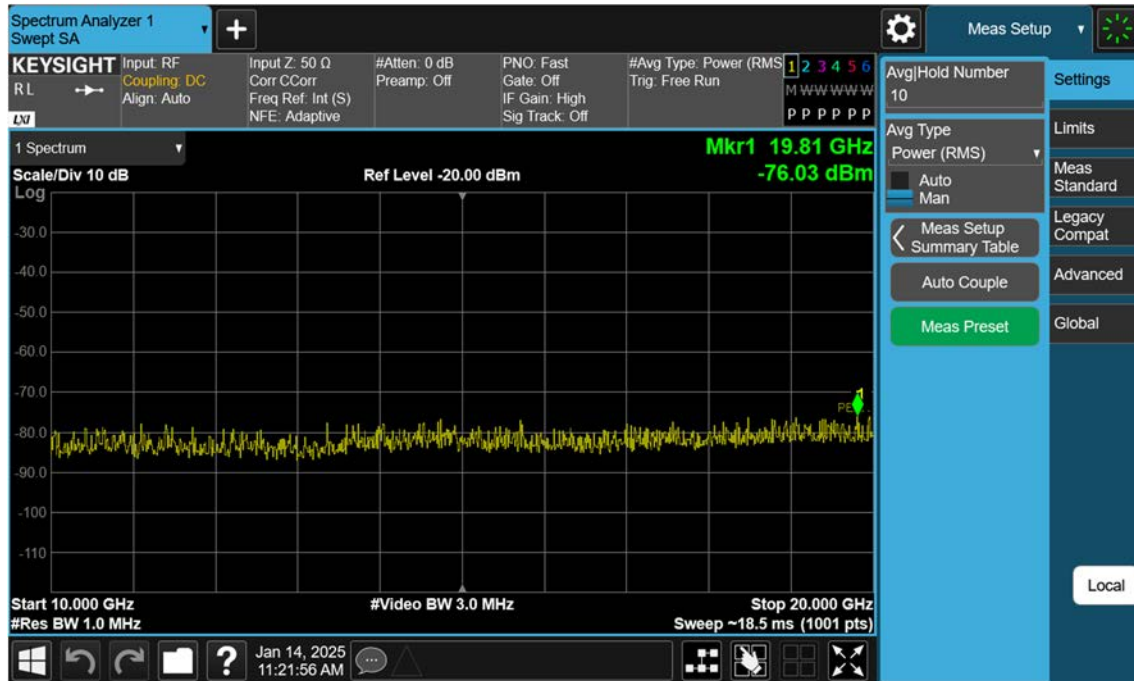 Spectrum Analyzer 1
Swept SA
+
Meas Setup
KEYSIGHT
R L
LXI
Input: RF
Coupling: DC
Align: Auto
Input Z: 50 Ω
Corr CCorr
Freq Ref: Int (S)
NFE: Adaptive
#Atten: 0 dB
Preamp: Off
PNO: Fast
Gate: Off
IF Gain: High
Sig Track: Off
#Avg Type: Power (RMS
Trig: Free Run
1 2 3 4 5 6
M W W W W W
P P P P P P
1 Spectrum
Mkr1 19.81 GHz
Scale/Div 10 dB
Ref Level -20.00 dBm
-76.03 dBm
Log
-30.0
-40.0
-50.0
-60.0
-70.0
1
-80.0
-90.0
-100
-110
Start 10.000 GHz
#Video BW 3.0 MHz
Stop 20.000 GHz
#Res BW 1.0 MHz
Sweep ~18.5 ms (1001 pts)
?
Jan 14, 2025
11:21:56 AM
Avg|Hold Number
10
Avg Type
Power (RMS)
Auto
Man
Meas Setup
Summary Table
Auto Couple
Meas Preset
Settings
Limits
Meas
Standard
Legacy
Compat
Advanced
Global
Local